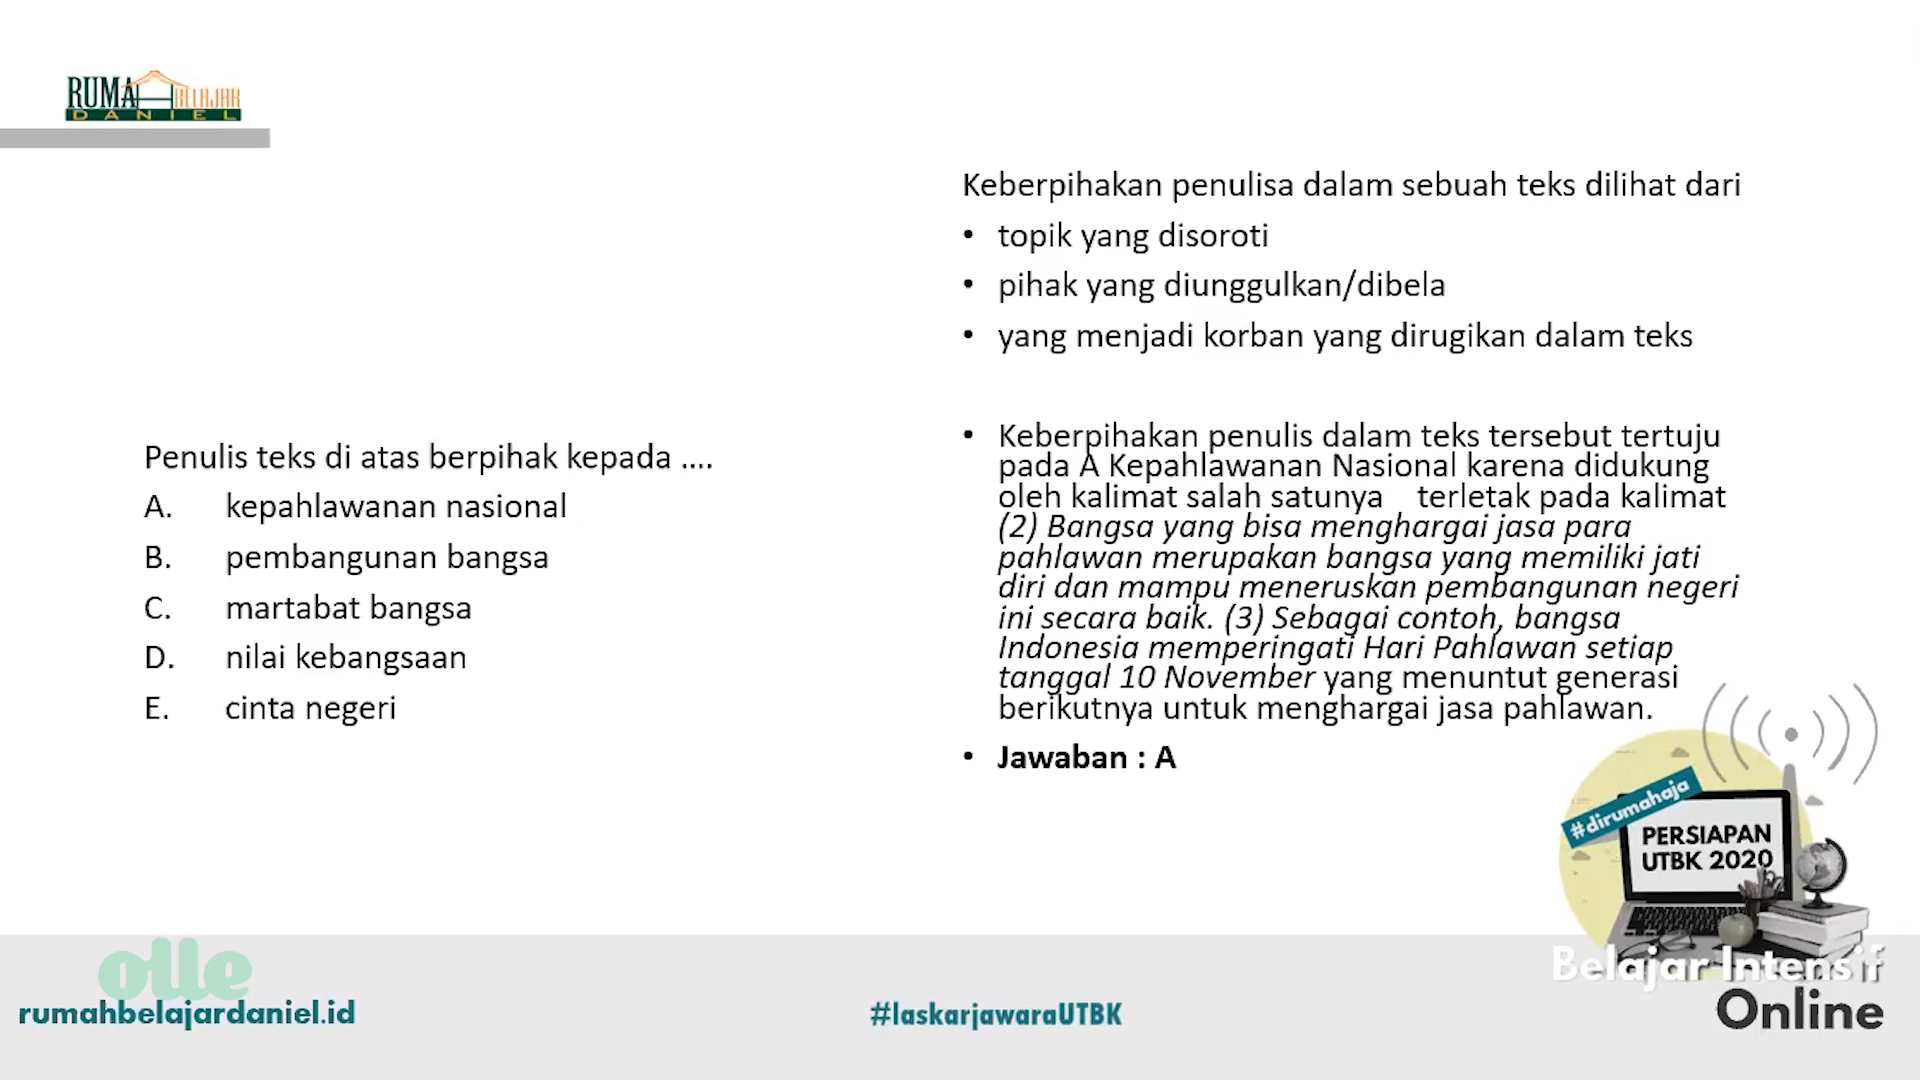 RUMA BELAJAR
DANIEL
Penulis teks di atas berpihak kepada ....
A. kepahlawanan nasional
B. pembangunan bangsa
C. martabat bangsa
D. nilai kebangsaan
E. cinta negeri
Keberpihakan penulisa dalam sebuah teks dilihat dari
• topik yang disoroti
• pihak yang diunggulkan/dibela
• yang menjadi korban yang dirugikan dalam teks
• Keberpihakan penulis dalam teks tersebut tertuju
pada A Kepahlawanan Nasional karena didukung
oleh kalimat salah satunya terletak pada kalimat
(2) Bangsa yang bisa menghargai jasa para
pahlawan merupakan bangsa yang memiliki jati
diri dan mampu meneruskan pembangunan negeri
ini secara baik. (3) Sebagai contoh, bangsa
Indonesia memperingati Hari Pahlawan setiap
tanggal 10 November yang menuntut generasi
berikutnya untuk menghargai jasa pahlawan.
• Jawaban : A
#dirumahaja
PERSIAPAN
UTBK 2020
Belajar Intensif
Online
olle
rumahbelajardaniel.id
#laskarjawaraUTBK